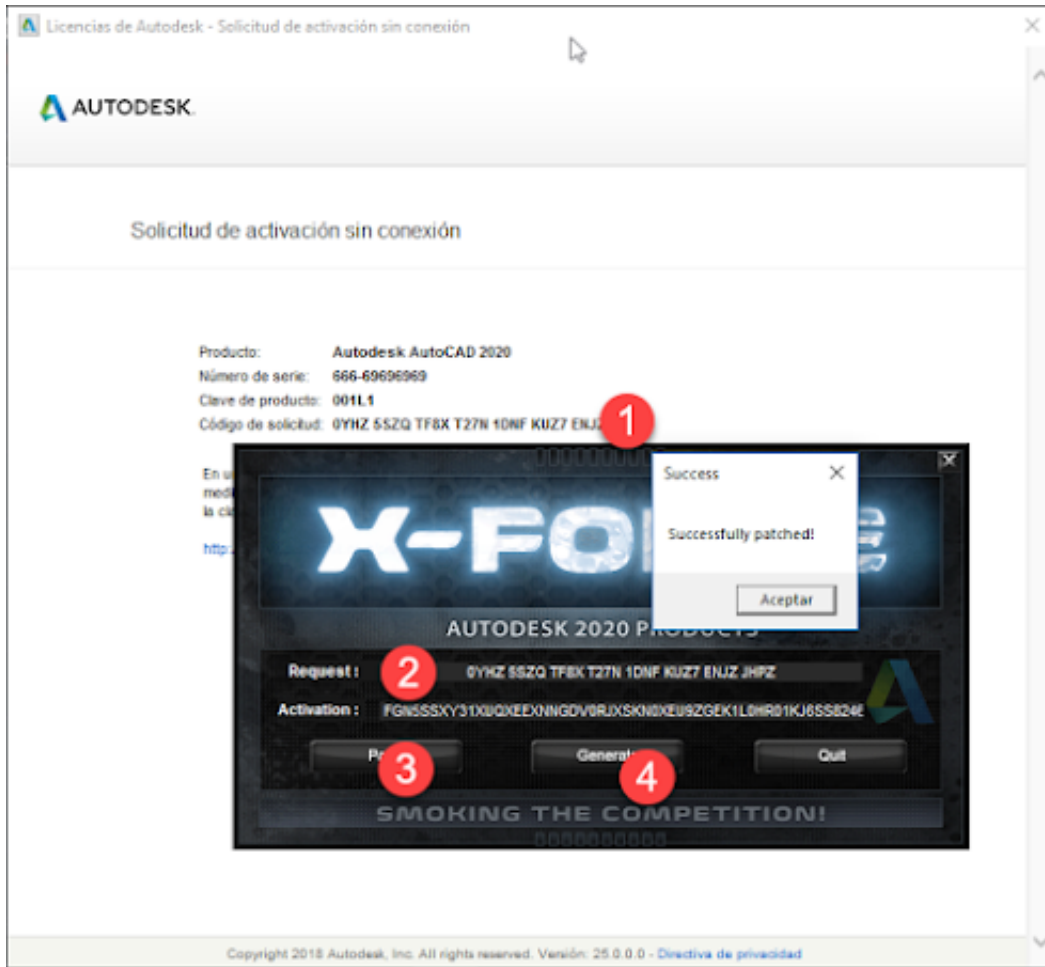 Licencias de Autodesk - Solicitud de activación sin conexión
AUTODESK.
Solicitud de activación sin conexión
Producto: Autodesk AutoCAD 2020
Número de serie: 666-69696969
Clave de producto: 001L1
Código de solicitud: 0YHZ 5SZQ TF8X T27N 1DNF KUZ7
1
En
la
http:
Success
Successfully patched!
Aceptar
AUTODESK 2020
Request : 2 0YHZ 5SZQ TF8X T27N 1DNF KUZ7 ENJZ JHPZ
Activation :
3
4
Quit
SMOKING THE COMPETITION!
Copyright 2018 Autodesk, Inc. All rights reserved. Versión: 25.0.0.0 - Directiva de privacidad